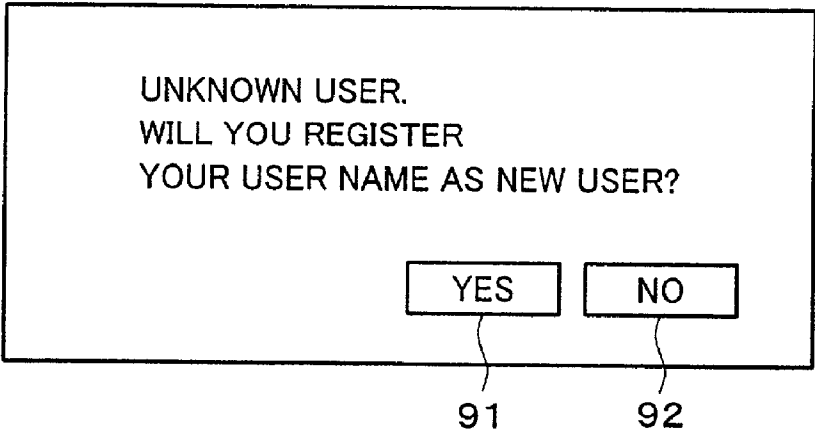 UNKNOWN USER.
WILL YOU REGISTER
YOUR USER NAME AS NEW USER?
YES NO
91 92